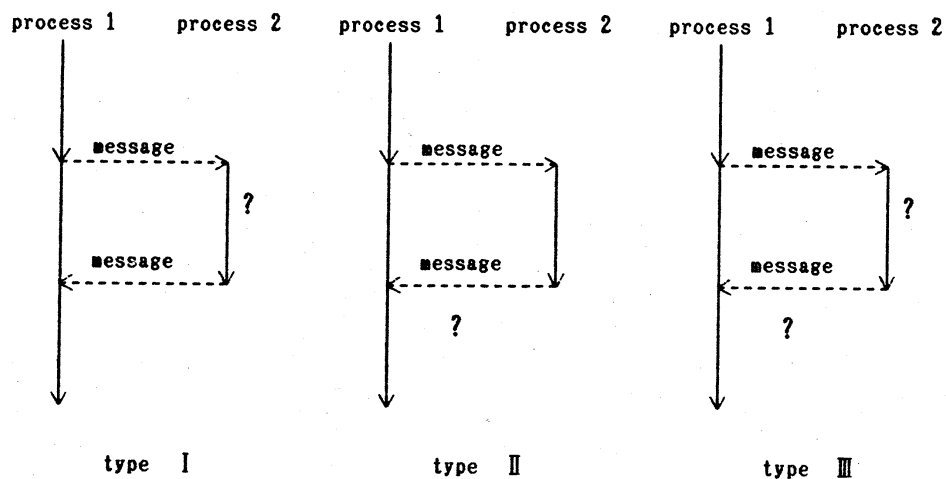 process 1 process 2 process 1 process 2 process 1 process 2
message message message
? ?
message message message
? ?
type Ⅰ type Ⅱ type Ⅲ